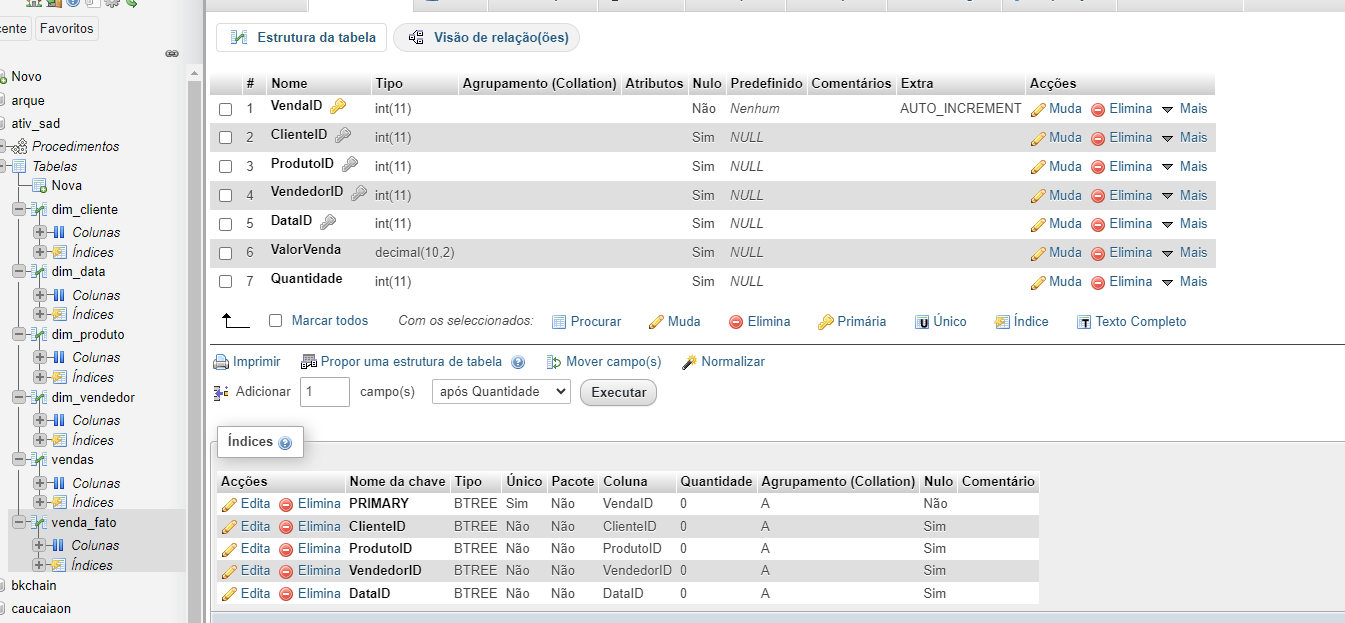 cente Favoritos
Novo
arque
ativ_sad
Procedimentos
Tabelas
Nova
dim_cliente
Colunas
Índices
dim_data
Colunas
Índices
dim_produto
Colunas
Índices
dim_vendedor
Colunas
Índices
vendas
Colunas
Índices
venda_fato
Colunas
Índices
bkchain
caucaiaon
Estrutura da tabela Visão de relação(ões)
# Nome Tipo Agrupamento (Collation) Atributos Nulo Predefinido Comentários Extra Acções
1 VendaID int(11) Não Nenhum AUTO_INCREMENT Muda Elimina Mais
2 ClienteID int(11) Sim NULL Muda Elimina Mais
3 ProdutoID int(11) Sim NULL Muda Elimina Mais
4 VendedorID int(11) Sim NULL Muda Elimina Mais
5 DataID int(11) Sim NULL Muda Elimina Mais
6 ValorVenda decimal(10,2) Sim NULL Muda Elimina Mais
7 Quantidade int(11) Sim NULL Muda Elimina Mais
Marcar todos Com os seleccionados: Procurar Muda Elimina Primária Único Índice Texto Completo
Imprimir Propor uma estrutura de tabela Mover campo(s) Normalizar
Adicionar 1 campo(s) após Quantidade Executar
Índices
Acções Nome da chave Tipo Único Pacote Coluna Quantidade Agrupamento (Collation) Nulo Comentário
Edita Elimina PRIMARY BTREE Sim Não VendaID 0 A Não
Edita Elimina ClienteID BTREE Não Não ClienteID 0 A Sim
Edita Elimina ProdutoID BTREE Não Não ProdutoID 0 A Sim
Edita Elimina VendedorID BTREE Não Não VendedorID 0 A Sim
Edita Elimina DataID BTREE Não Não DataID 0 A Sim